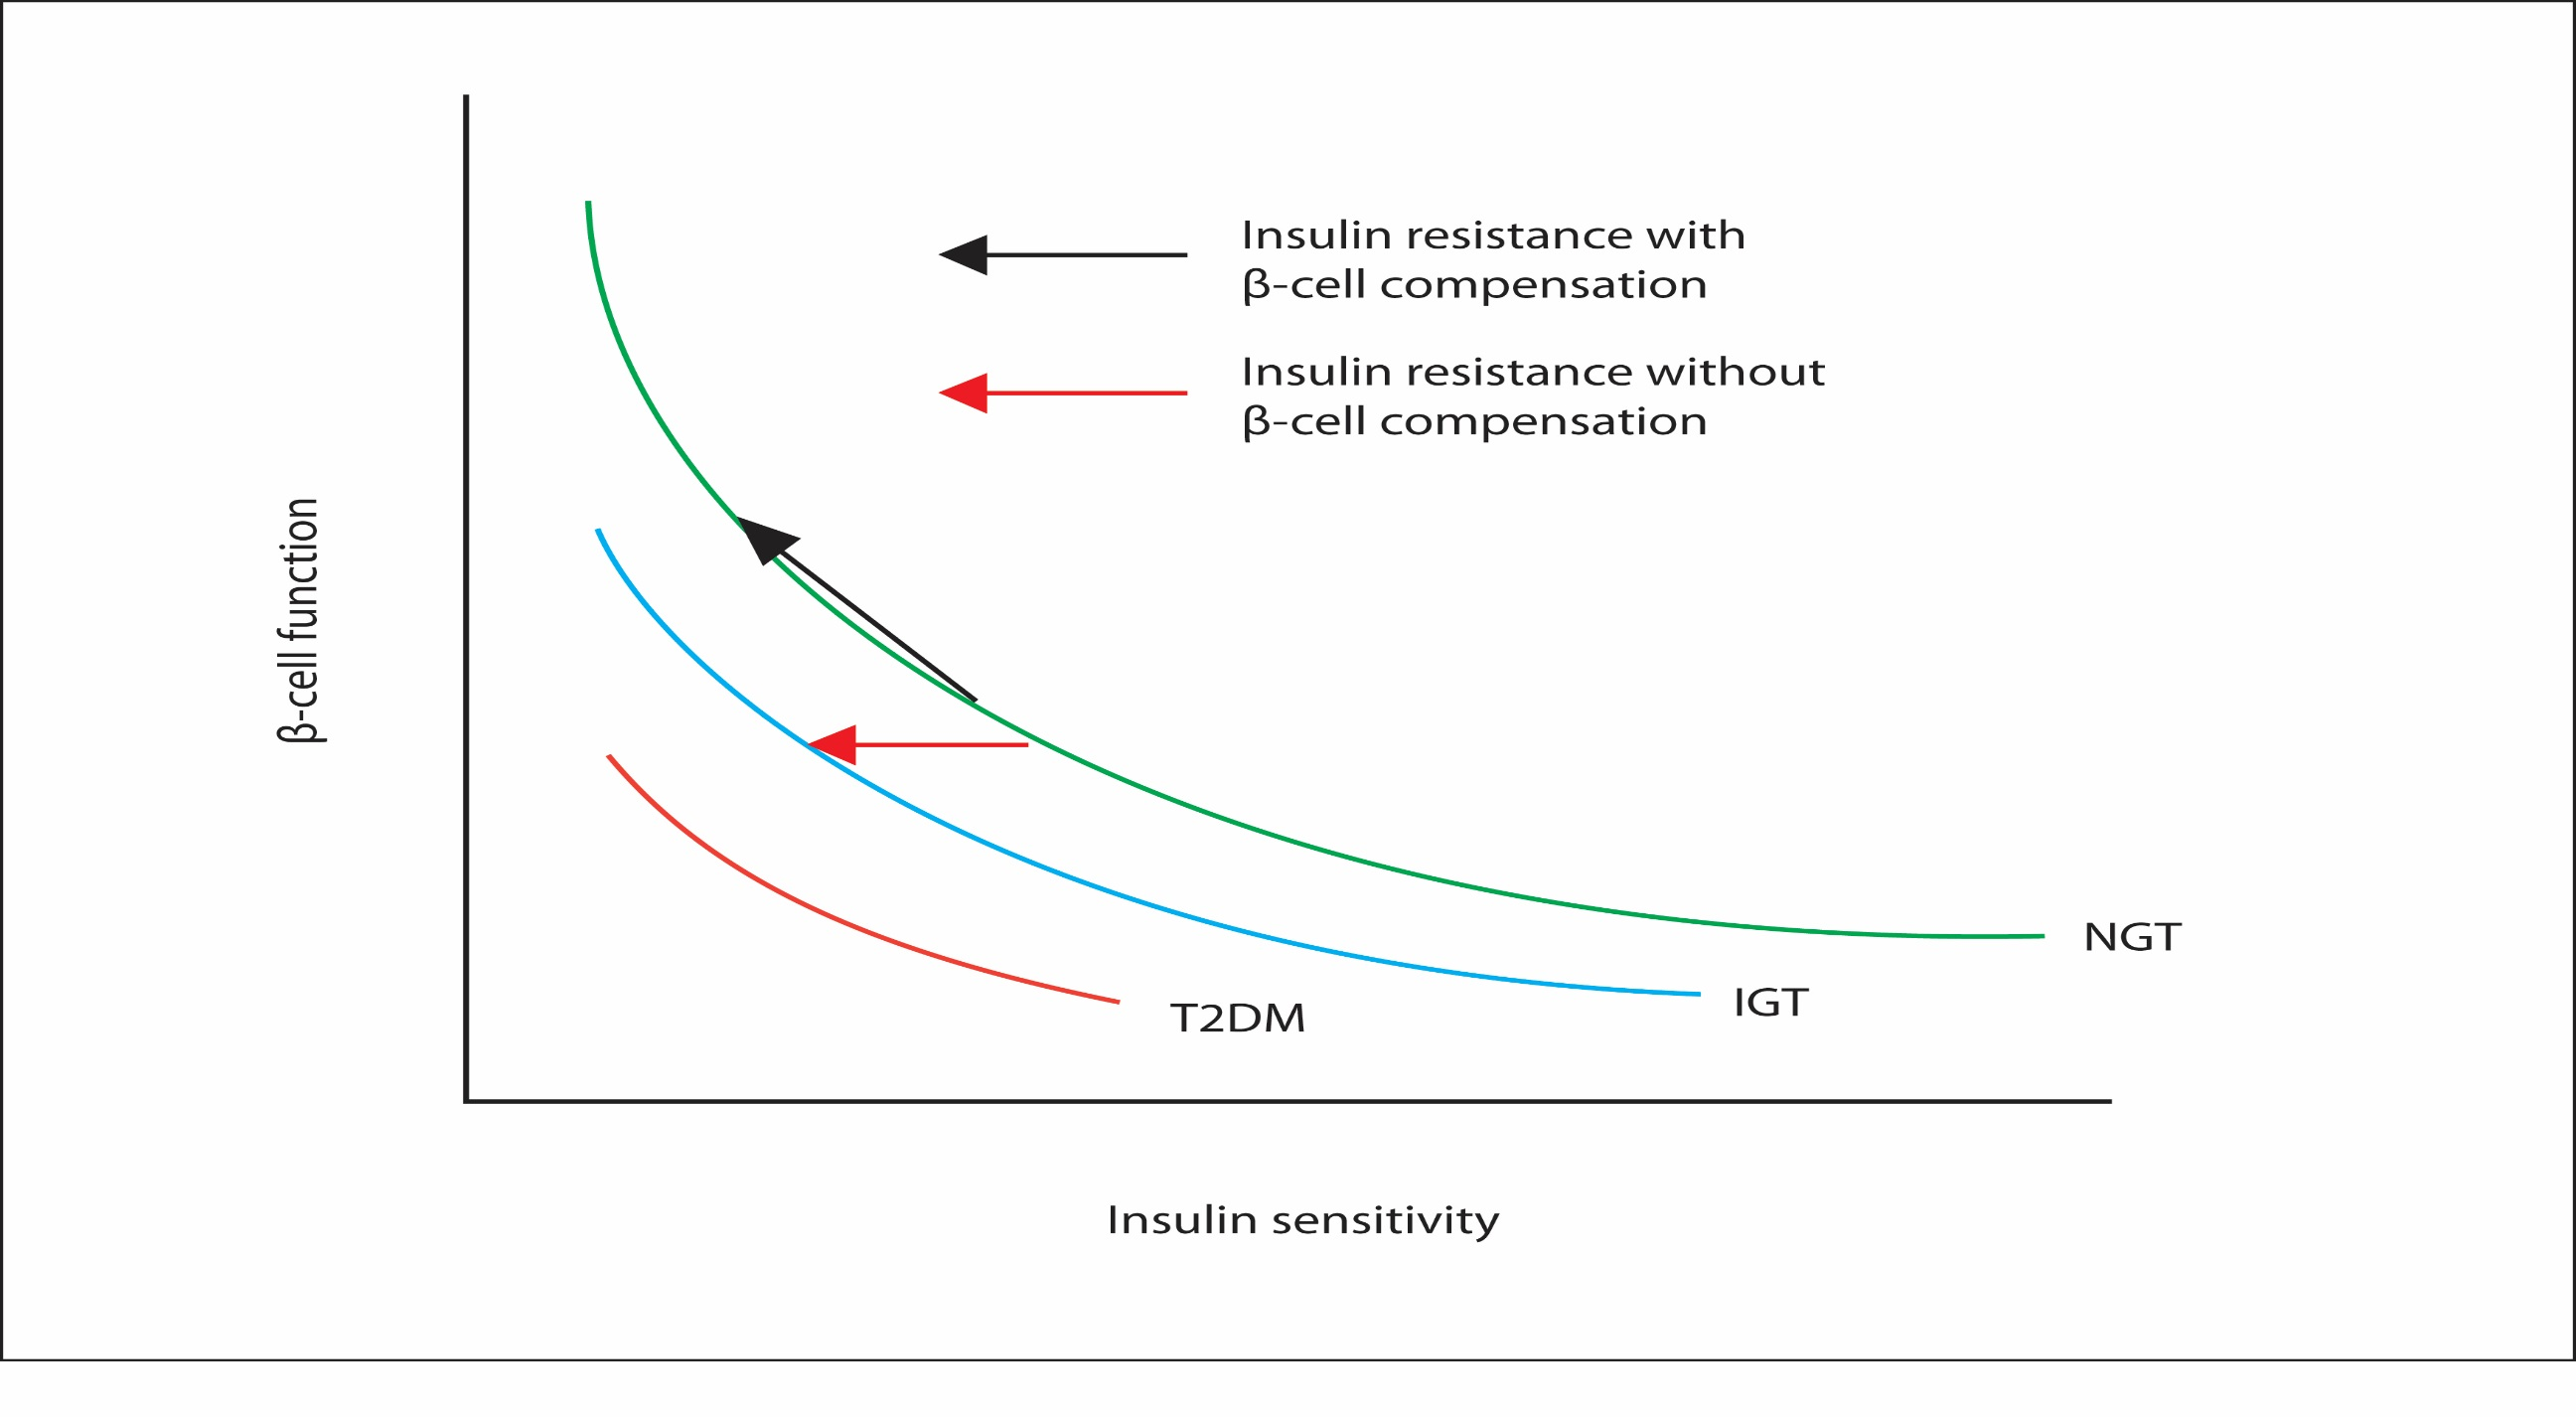 Insulin resistance with
β-cell compensation
Insulin resistance without
β-cell compensation
β-cell function
NGT
IGT
T2DM
Insulin sensitivity